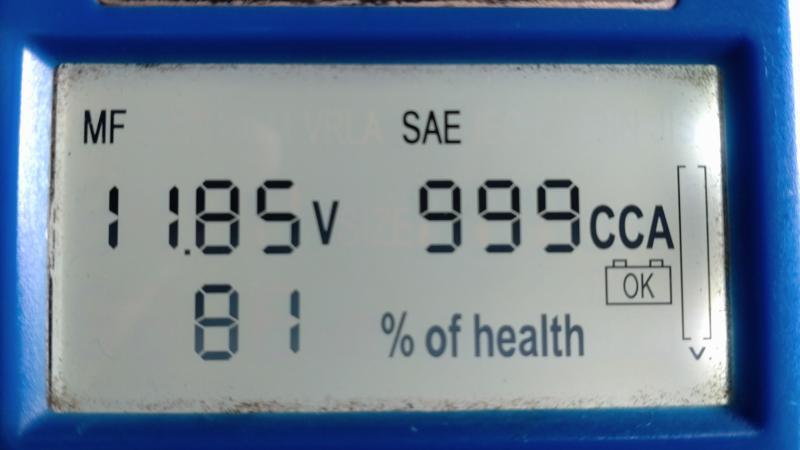 MF SAE
11.85V 999CCA
OK
81 % of health